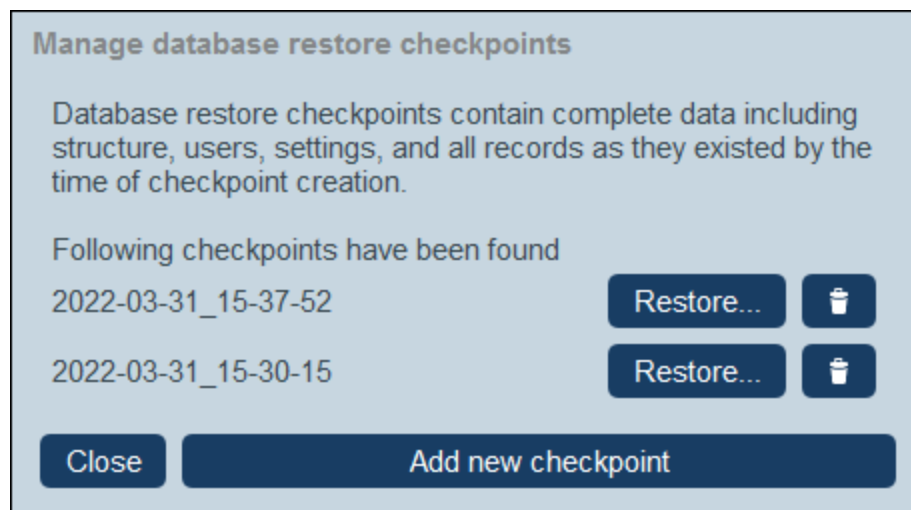 Manage database restore checkpoints
Database restore checkpoints contain complete data including
structure, users, settings, and all records as they existed by the
time of checkpoint creation.
Following checkpoints have been found
2022-03-31_15-37-52 Restore...
2022-03-31_15-30-15 Restore...
Close Add new checkpoint